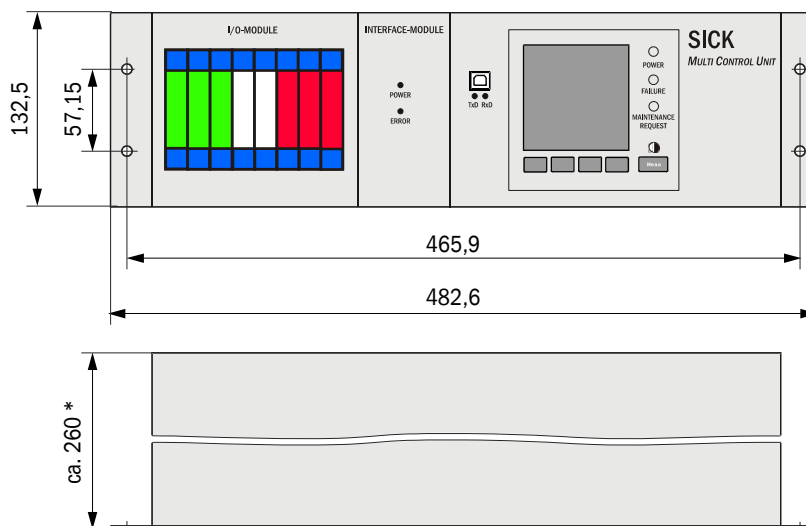 I/O-MODULE
INTERFACE-MODULE
POWER
ERROR
TxD RxD
SICK
MULTI CONTROL UNIT
POWER
FAILURE
MAINTENANCE
REQUEST
Meas
132,5
57,15
465,9
482,6
ca. 260 *